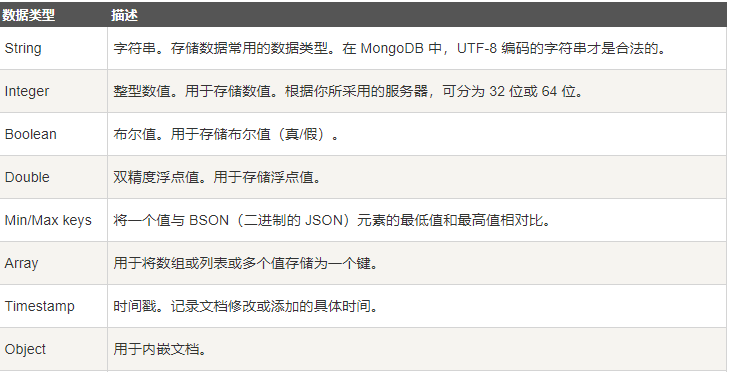 数据类型 描述
String 字符串。存储数据常用的数据类型。在 MongoDB 中，UTF-8 编码的字符串才是合法的。
Integer 整型数值。用于存储数值。根据你所采用的服务器，可分为 32 位或 64 位。
Boolean 布尔值。用于存储布尔值（真/假）。
Double 双精度浮点值。用于存储浮点值。
Min/Max keys 将一个值与 BSON（二进制的 JSON）元素的最低值和最高值相对比。
Array 用于将数组或列表或多个值存储为一个键。
Timestamp 时间戳。记录文档修改或添加的具体时间。
Object 用于内嵌文档。